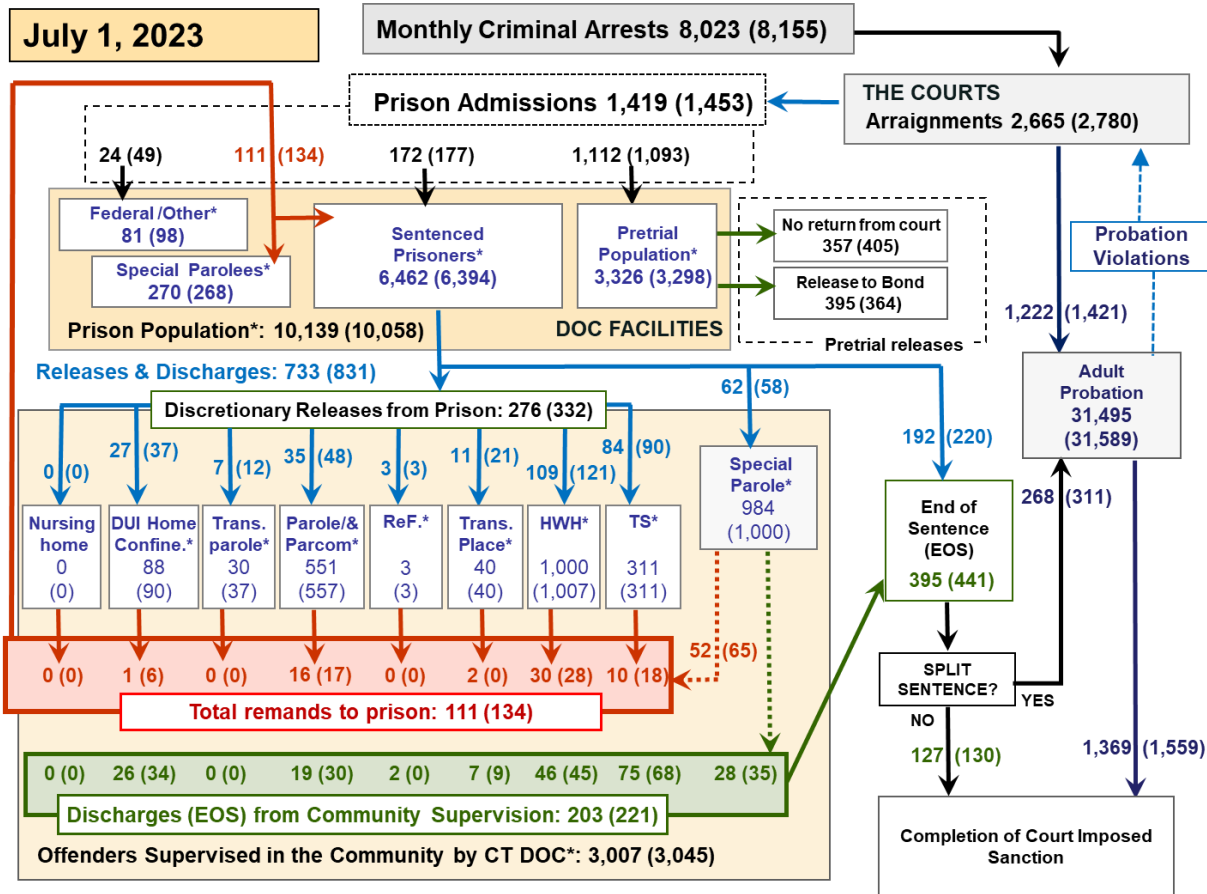 July 1, 2023
Monthly Criminal Arrests 8,023 (8,155)
THE COURTS
Arraignments 2,665 (2,780)
Prison Admissions 1,419 (1,453)
24 (49)
111 (134)
172 (177)
1,112 (1,093)
Federal /Other*
81 (98)
Special Parolees*
270 (268)
Sentenced
Prisoners*
6,462 (6,394)
Pretrial
Population*
3,326 (3,298)
No return from court
357 (405)
Release to Bond
395 (364)
Pretrial releases
Prison Population*: 10,139 (10,058)
DOC FACILITIES
Probation
Violations
1,222 (1,421)
Adult
Probation
31,495
(31,589)
Releases & Discharges: 733 (831)
62 (58)
192 (220)
Discretionary Releases from Prison: 276 (332)
0 (0)
27 (37)
7 (12)
35 (48)
3 (3)
11 (21)
109 (121)
84 (90)
Nursing
home
0
(0)
DUI Home
Confine.*
88
(90)
Trans.
parole*
30
(37)
Parole/&
Parcom*
551
(557)
ReF.*
3
(3)
Trans.
Place*
40
(40)
HWH*
1,000
(1,007)
TS*
311
(311)
Special
Parole*
984
(1,000)
End of
Sentence
(EOS)
395 (441)
268 (311)
0 (0)
1 (6)
0 (0)
16 (17)
0 (0)
2 (0)
30 (28)
10 (18)
52 (65)
Total remands to prison: 111 (134)
SPLIT
SENTENCE?
YES
NO
127 (130)
1,369 (1,559)
0 (0)
26 (34)
0 (0)
19 (30)
2 (0)
7 (9)
46 (45)
75 (68)
28 (35)
Discharges (EOS) from Community Supervision: 203 (221)
Offenders Supervised in the Community by CT DOC*: 3,007 (3,045)
Completion of Court Imposed
Sanction